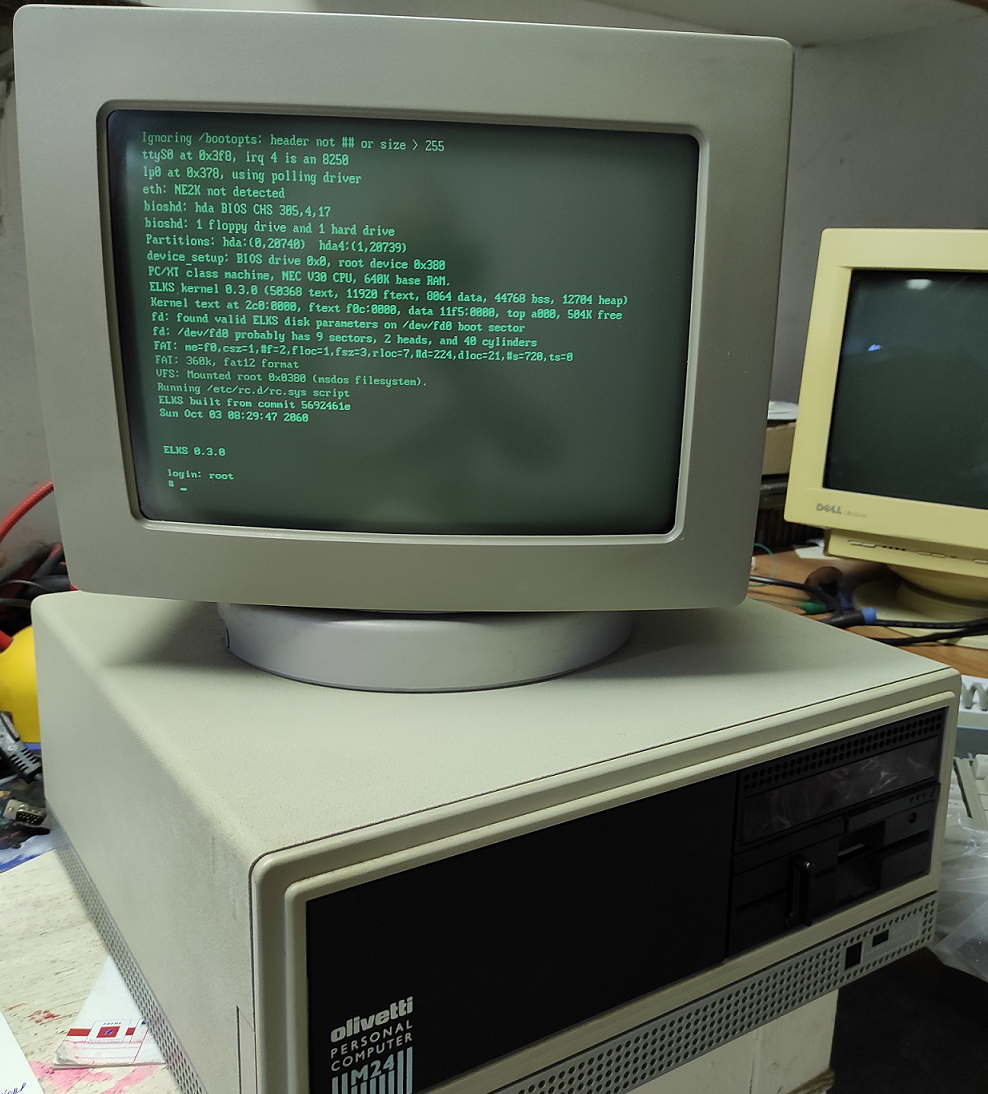 Ignoring /bootopts: header not ## or size > 255
ttyS0 at 0x3f8, irq 4 is an 8250
lp0 at 0x378, using polling driver
eth: NE2K not detected
bioshd: hda BIOS CHS 305,4,17
bioshd: 1 floppy drive and 1 hard drive
Partitions: hda:(0,20740)  hda4:(1,20739)
device_setup: BIOS drive 0x0, root device 0x380
PC/XT class machine, NEC V30 CPU, 640K base RAM.
ELKS kernel 0.3.0 (50368 text, 11920 ftext, 8064 data, 44768 bss, 12704 heap)
Kernel text at 2c0:0000, ftext f0c:0000, data 11f5:0000, top a000, 504K free
fd: found valid ELKS disk parameters on /dev/fd0 boot sector
fd: /dev/fd0 probably has 9 sectors, 2 heads, and 40 cylinders
FAT: me=f0,csz=1,#f=2,floc=1,fsz=3,rloc=7,#d=224,dloc=21,#s=720,ts=0
FAT: 360k, fat12 format
VFS: Mounted root 0x0380 (msdos filesystem).
Running /etc/rc.d/rc.sys script
ELKS built from commit 5692461e
Sun Oct 03 08:29:47 2060
ELKS 0.3.0
login: root
# _
DELL
olivetti
PERSONAL
COMPUTER
M24